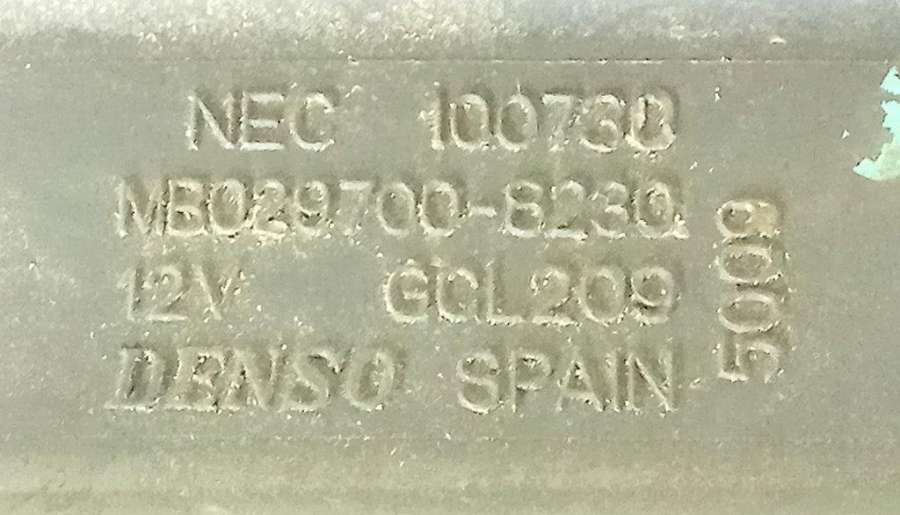 NEC 100730
MB029700-8230
12V GCL209
DENSO SPAIN
5009